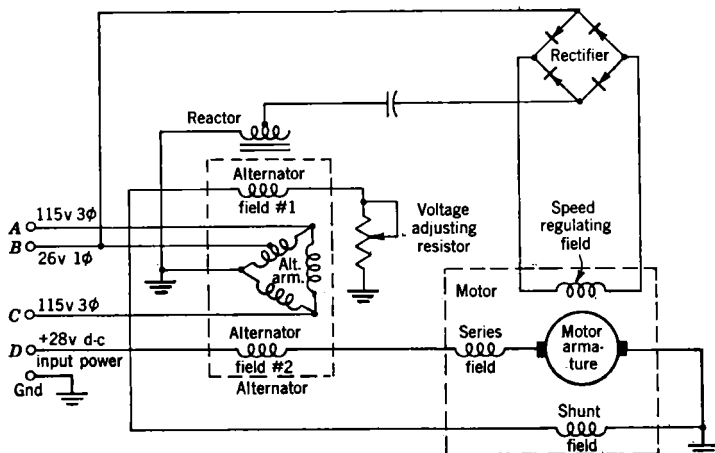 Rectifier
Reactor
Alternator
field #1
A 115v 3φ
B
26v 1φ
Voltage
adjusting
resistor
Speed
regulating
field
Alt.
arm.
Motor
C 115v 3φ
D +28v d-c
input power
Gnd
Alternator
field #2
Alternator
Series
field
Motor
arma-
ture
Shunt
field